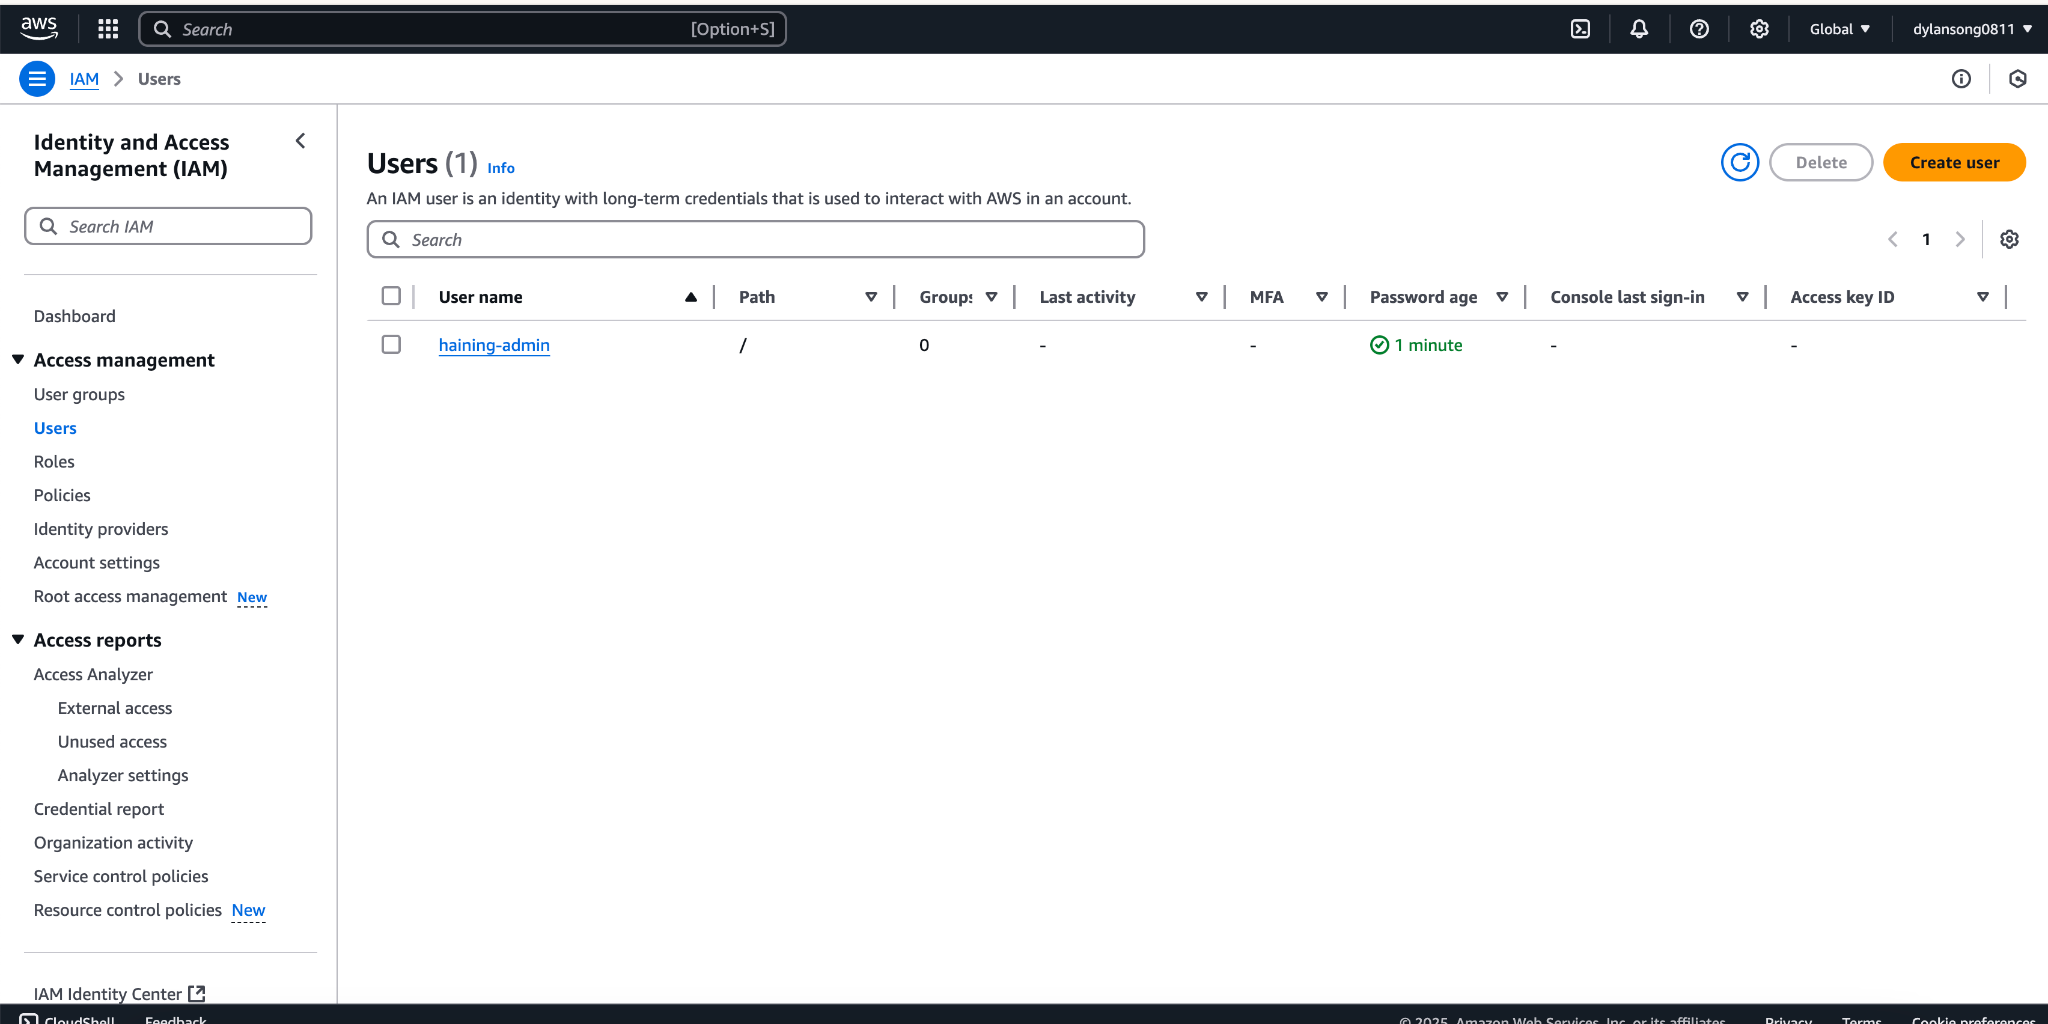 aws Search [Option+S] Global dylansong0811
IAM > Users
Identity and Access
Management (IAM)
Search IAM
Dashboard
Access management
User groups
Users
Roles
Policies
Identity providers
Account settings
Root access management New
Access reports
Access Analyzer
External access
Unused access
Analyzer settings
Credential report
Organization activity
Service control policies
Resource control policies New
IAM Identity Center
Users (1) Info
Delete
Create user
An IAM user is an identity with long-term credentials that is used to interact with AWS in an account.
Search
1
User name Path Groups Last activity MFA Password age Console last sign-in Access key ID
haining-admin / 0 - - 1 minute - -
CloudShell Feedback © 2025, Amazon Web Services, Inc. or its affiliates. Privacy Terms Cookie preferences